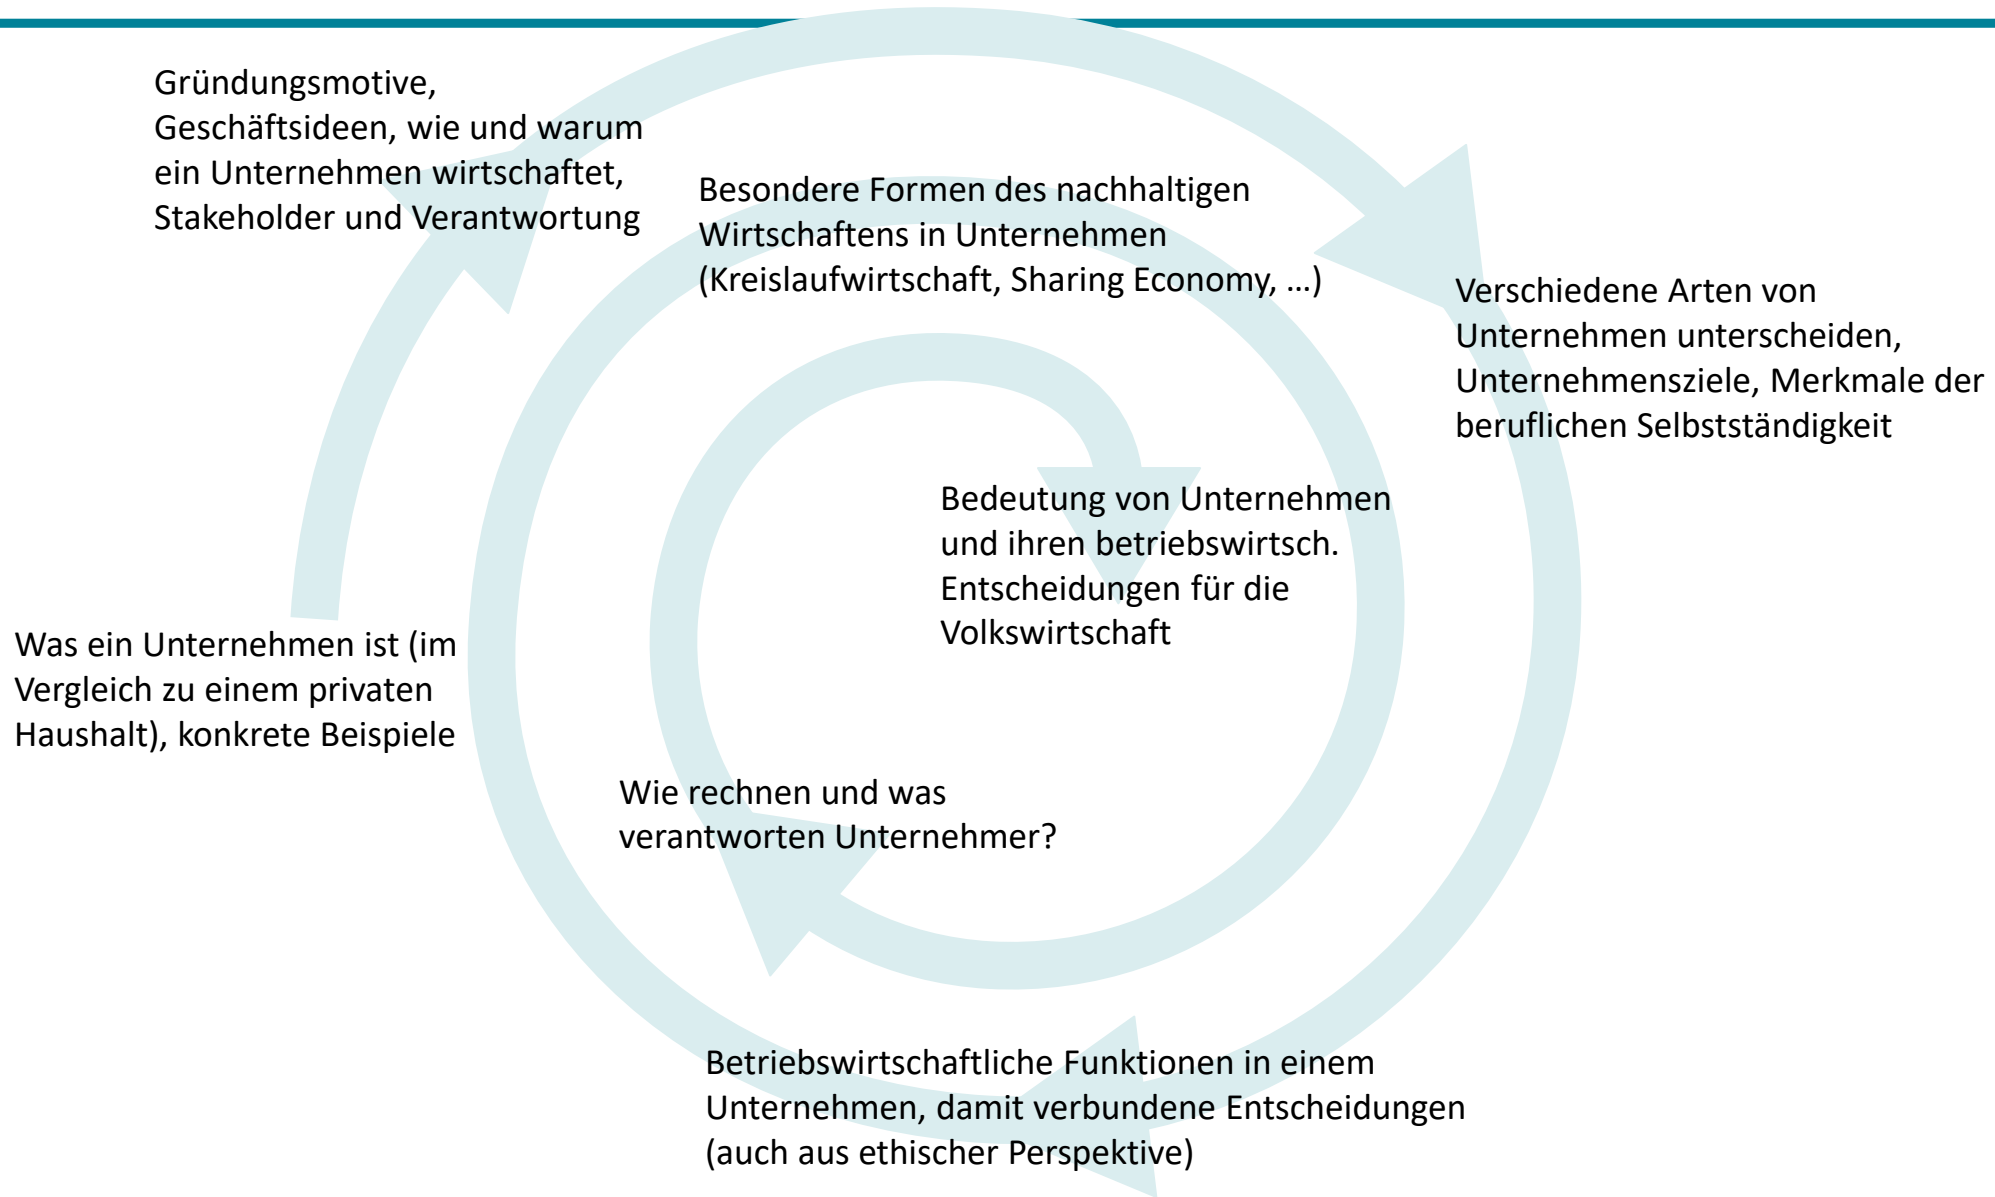 Gründungsmotive,
Geschäftsideen, wie und warum
ein Unternehmen wirtschaftet,
Stakeholder und Verantwortung
Besondere Formen des nachhaltigen
Wirtschaftens in Unternehmen
(Kreislaufwirtschaft, Sharing Economy, …)
Verschiedene Arten von
Unternehmen unterscheiden,
Unternehmensziele, Merkmale der
beruflichen Selbstständigkeit
Bedeutung von Unternehmen
und ihren betriebswirtsch.
Entscheidungen für die
Volkswirtschaft
Was ein Unternehmen ist (im
Vergleich zu einem privaten
Haushalt), konkrete Beispiele
Wie rechnen und was
verantworten Unternehmer?
Betriebswirtschaftliche Funktionen in einem
Unternehmen, damit verbundene Entscheidungen
(auch aus ethischer Perspektive)